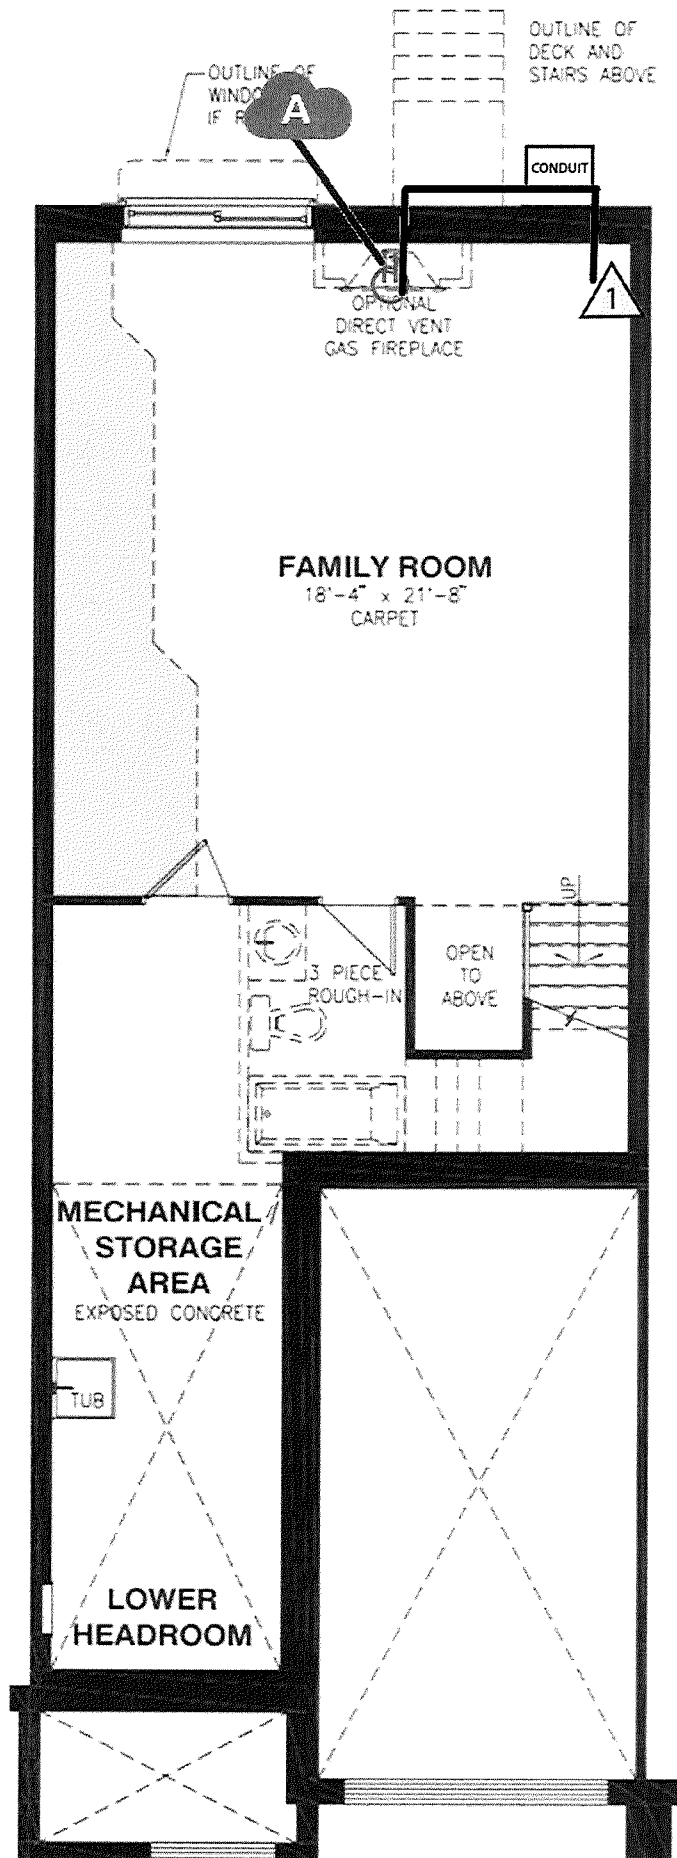 OUTLINE OF
DECK AND
STAIRS ABOVE
OUTLINE OF
A
CONDUIT
1
OPTIONAL
DIRECT VENT
GAS FIREPLACE
FAMILY ROOM
18'-4" x 21'-8"
CARPET
UP
OPEN
TO
ABOVE
3 PIECE
ROUGH-IN
MECHANICAL
STORAGE
AREA
EXPOSED CONCRETE
TUB
LOWER
HEADROOM